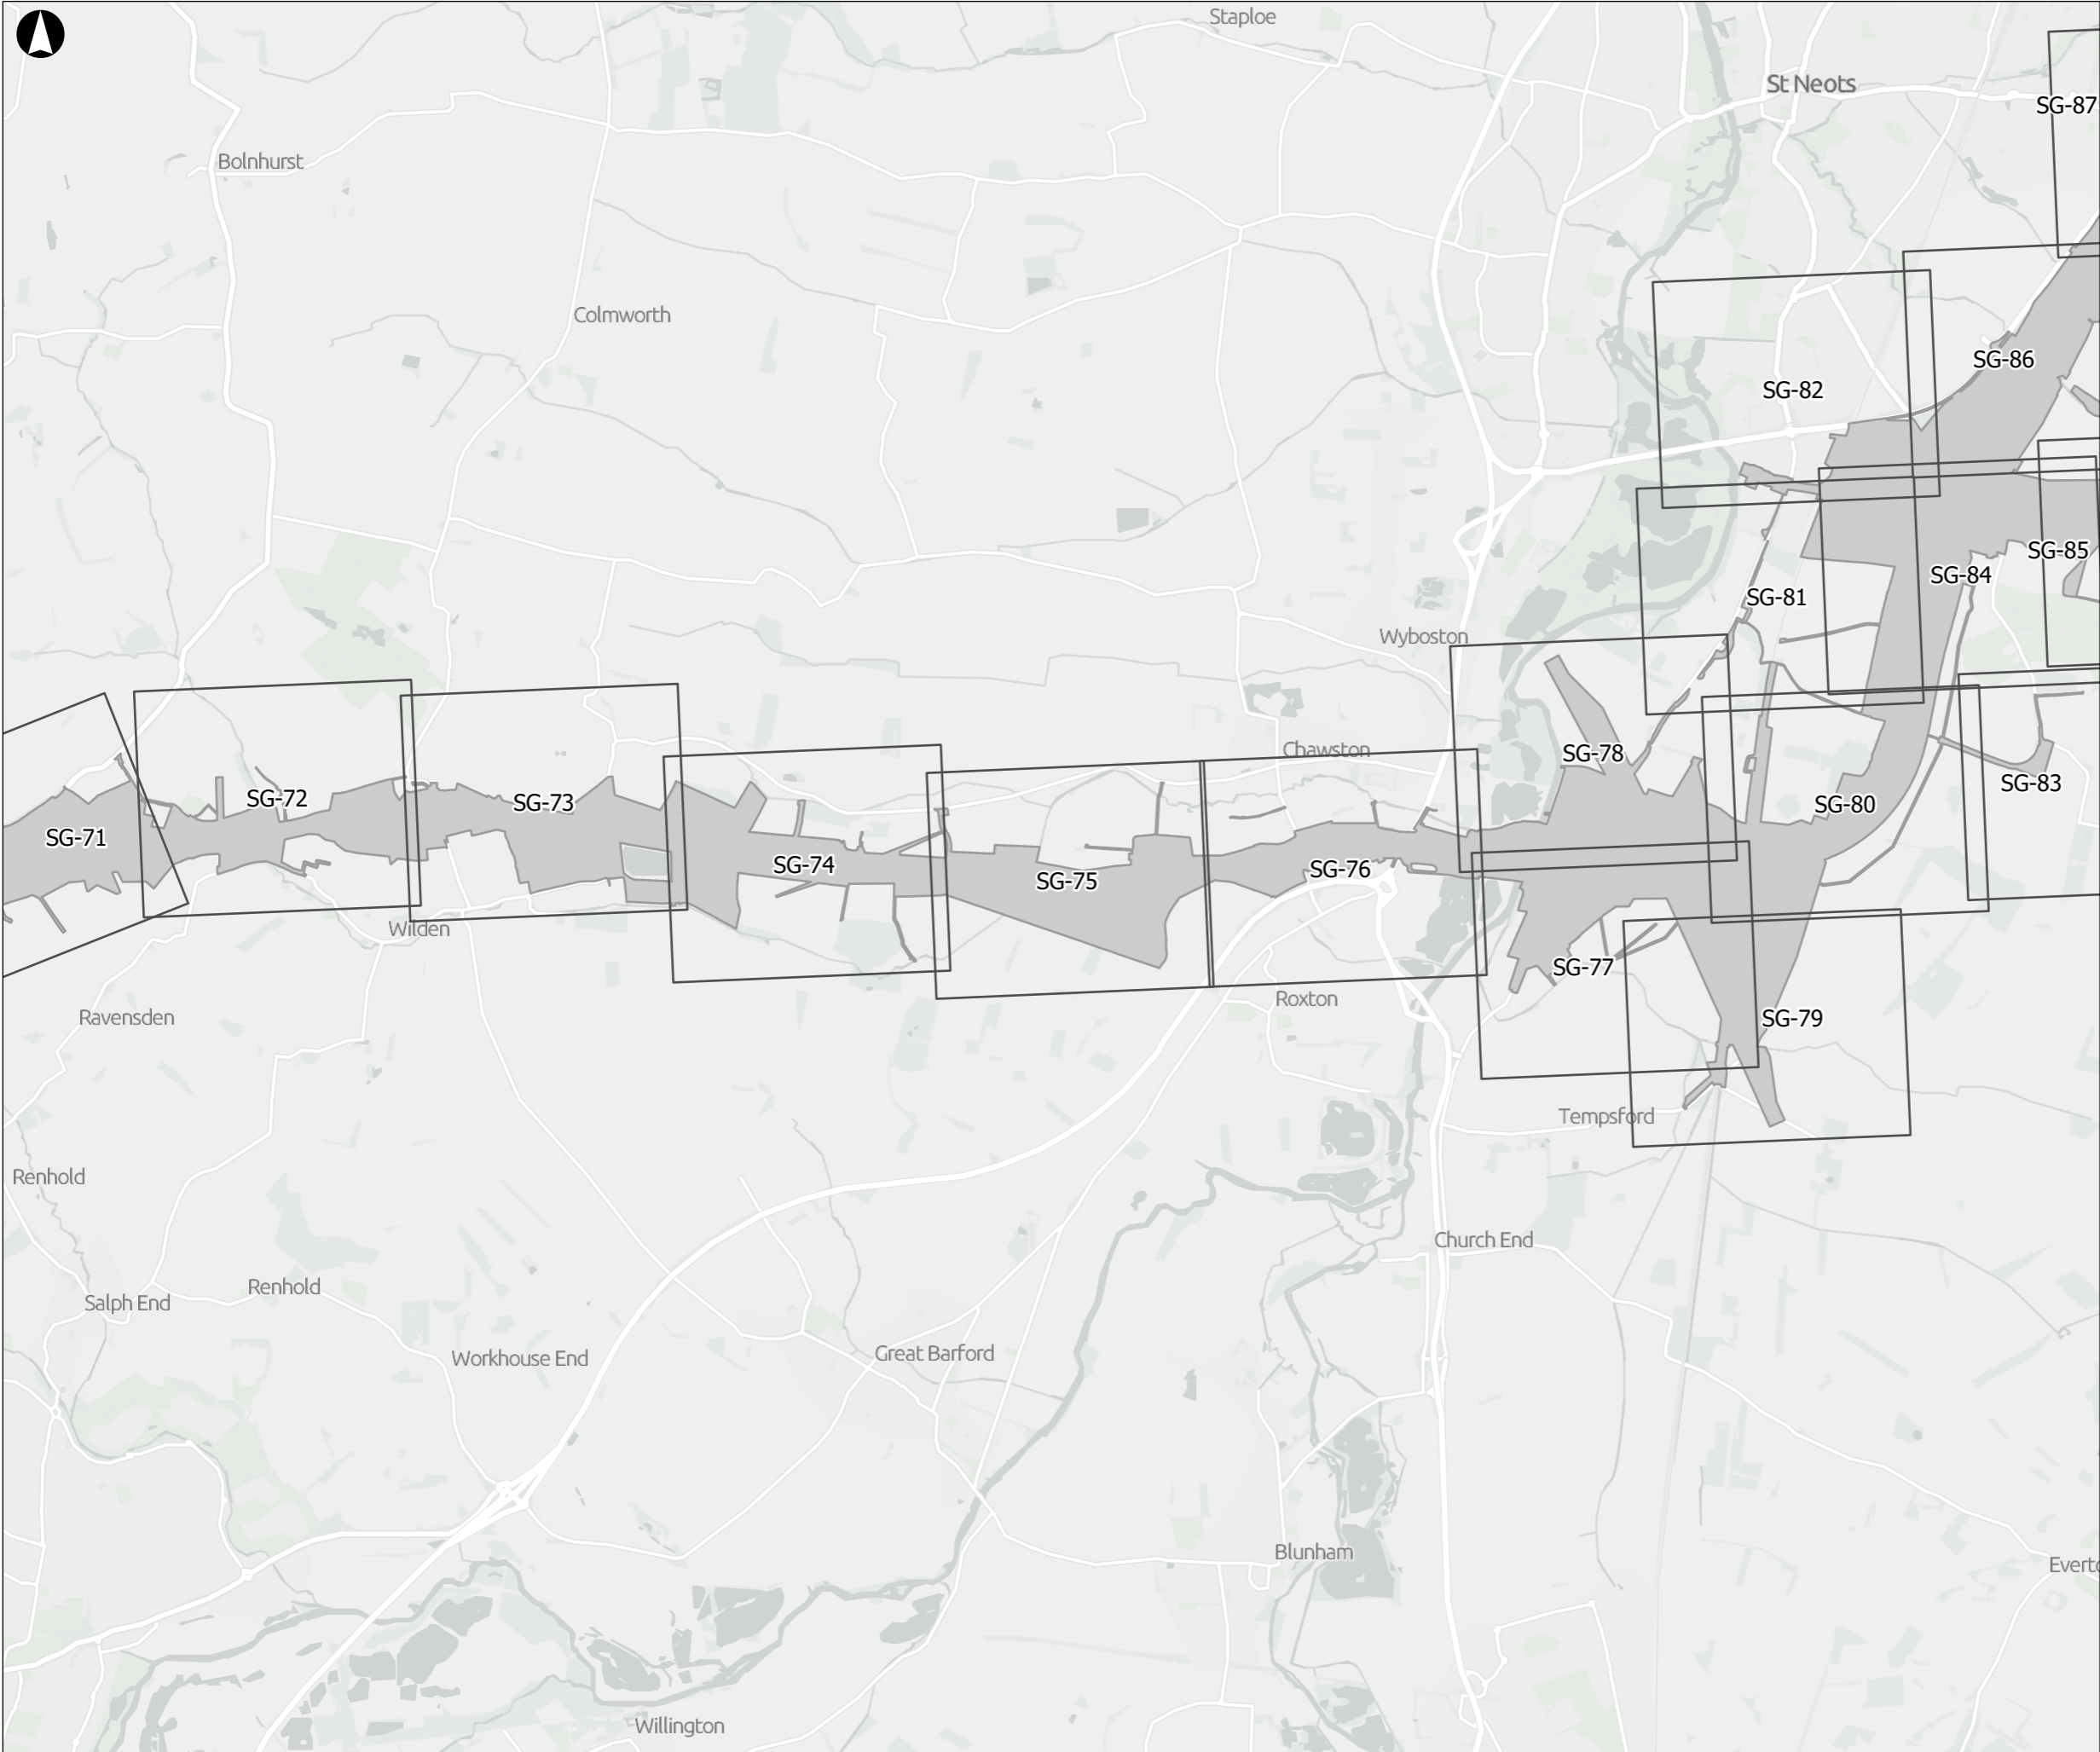 Staploe
St Neots
SG-87
Bolnhurst
Colmworth
SG-86
SG-82
SG-85
SG-84
SG-81
Wyboston
Chawston
SG-78
SG-83
SG-72
SG-73
SG-80
SG-71
SG-74
SG-76
SG-75
Wilden
SG-77
Roxton
Ravensden
SG-79
Tempsford
Renhold
Church End
Renhold
Salph End
Great Barford
Workhouse End
Blunham
Everto
Willington